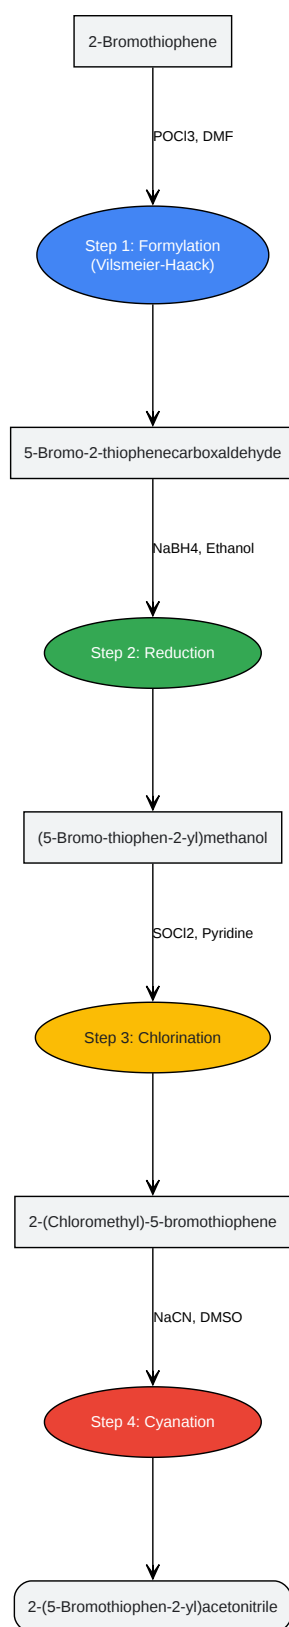 2-Bromothiophene
POCl3, DMF
Step 1: Formylation
(Vilsmeier-Haack)
5-Bromo-2-thiophenecarboxaldehyde
NaBH4, Ethanol
Step 2: Reduction
(5-Bromo-thiophen-2-yl)methanol
SOCl2, Pyridine
Step 3: Chlorination
2-(Chloromethyl)-5-bromothiophene
NaCN, DMSO
Step 4: Cyanation
2-(5-Bromothiophen-2-yl)acetonitrile